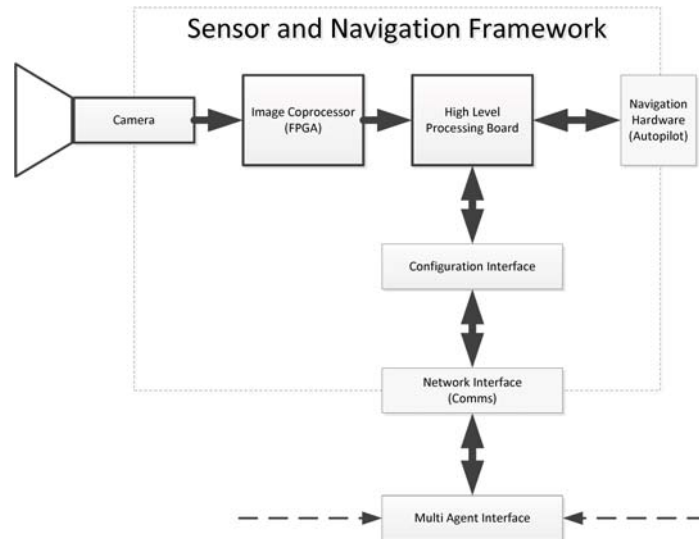 Sensor and Navigation Framework
Camera
Image Coprocessor
(FPGA)
High Level
Processing Board
Navigation
Hardware
(Autopilot)
Configuration Interface
Network Interface
(Comms)
Multi Agent Interface